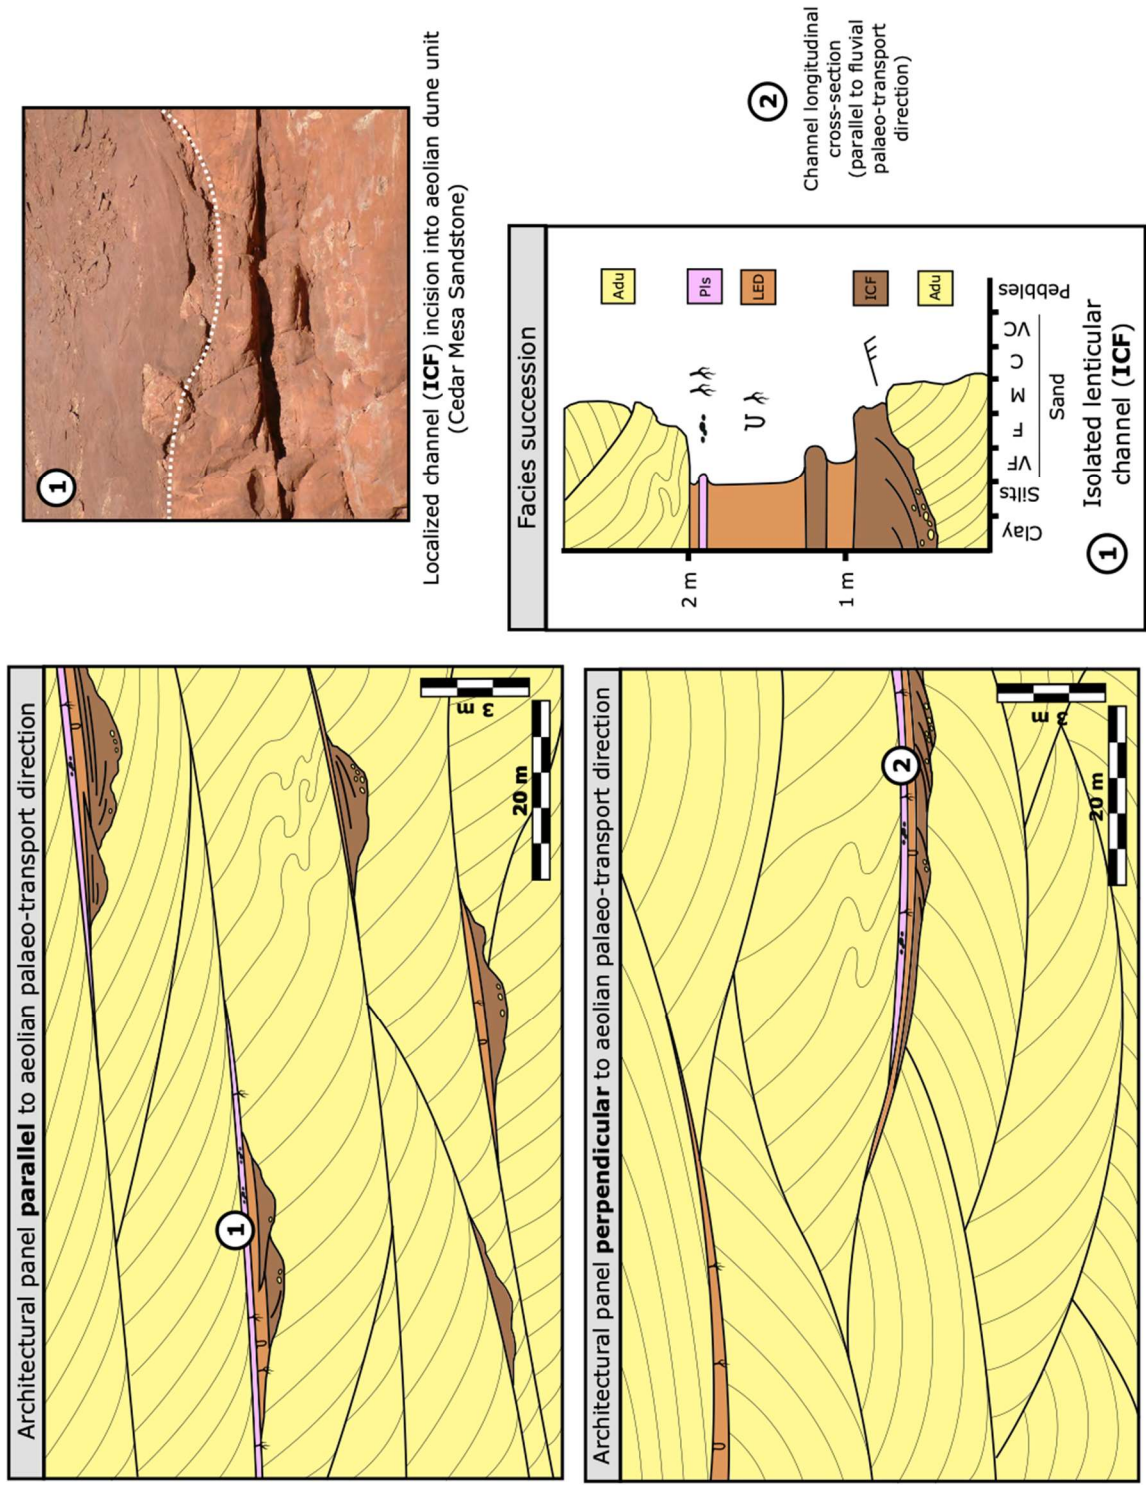 Architectural panel parallel to aeolian palaeo-transport direction
1
20 m
3 m
1
Localized channel (ICF) incision into aeolian dune unit
(Cedar Mesa Sandstone)
Architectural panel perpendicular to aeolian palaeo-transport direction
2
20 m
3 m
Facies succession
Adu
Pls
LED
ICF
Adu
2 m
1 m
Clay
Silts
VF
F
M
C
VC
Pebbles
Sand
1
Isolated lenticular
channel (ICF)
2
Channel longitudinal
cross-section
(parallel to fluvial
palaeo-transport
direction)